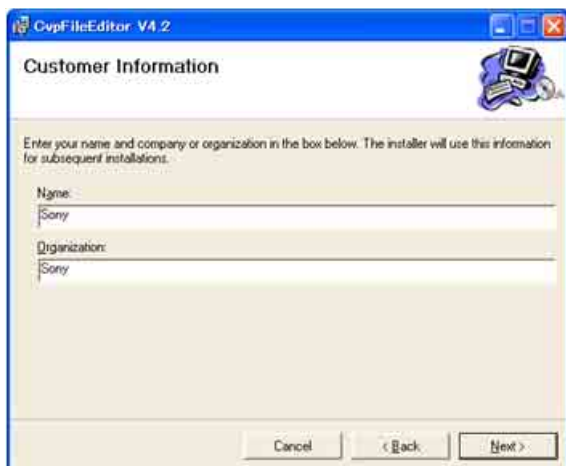 CvpFileEditor V4.2
Customer Information
Enter your name and company or organization in the box below. The installer will use this information
for subsequent installations.
Name:
Sony
Organization:
Sony
Cancel
< Back
Next >